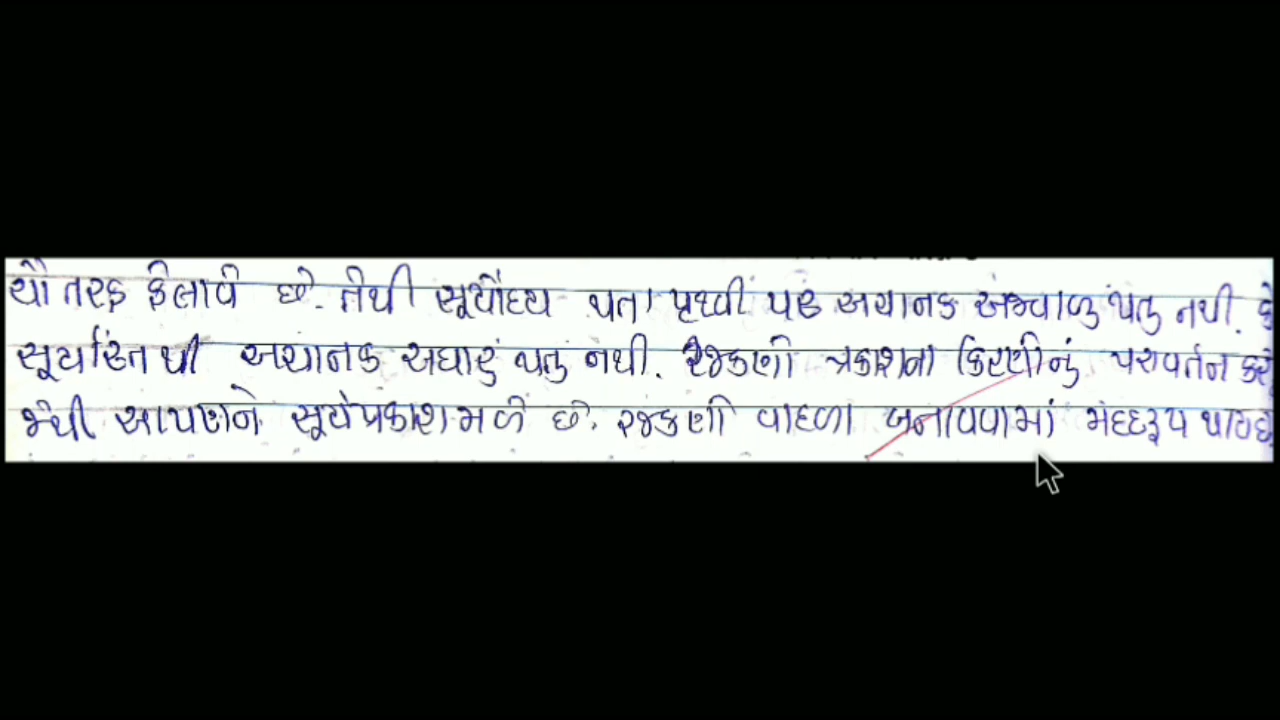 ચૌ તરફ ફેલાવે છે. તેથી સૂર્યોદય થતા પૃથ્વી પર અચાનક અજવાળુ થતુ નથી. કે
સૂર્યાસ્ત થી અચાનક અંધારું થતુ નથી. રજકણો પ્રકાશના કિરણોનું પરાવર્તન કરે
જેથી આપણને સૂર્યપ્રકાશ મળે છે. રજકણો વાદળા બનાવવામાં મદદરૂપ થાય છે